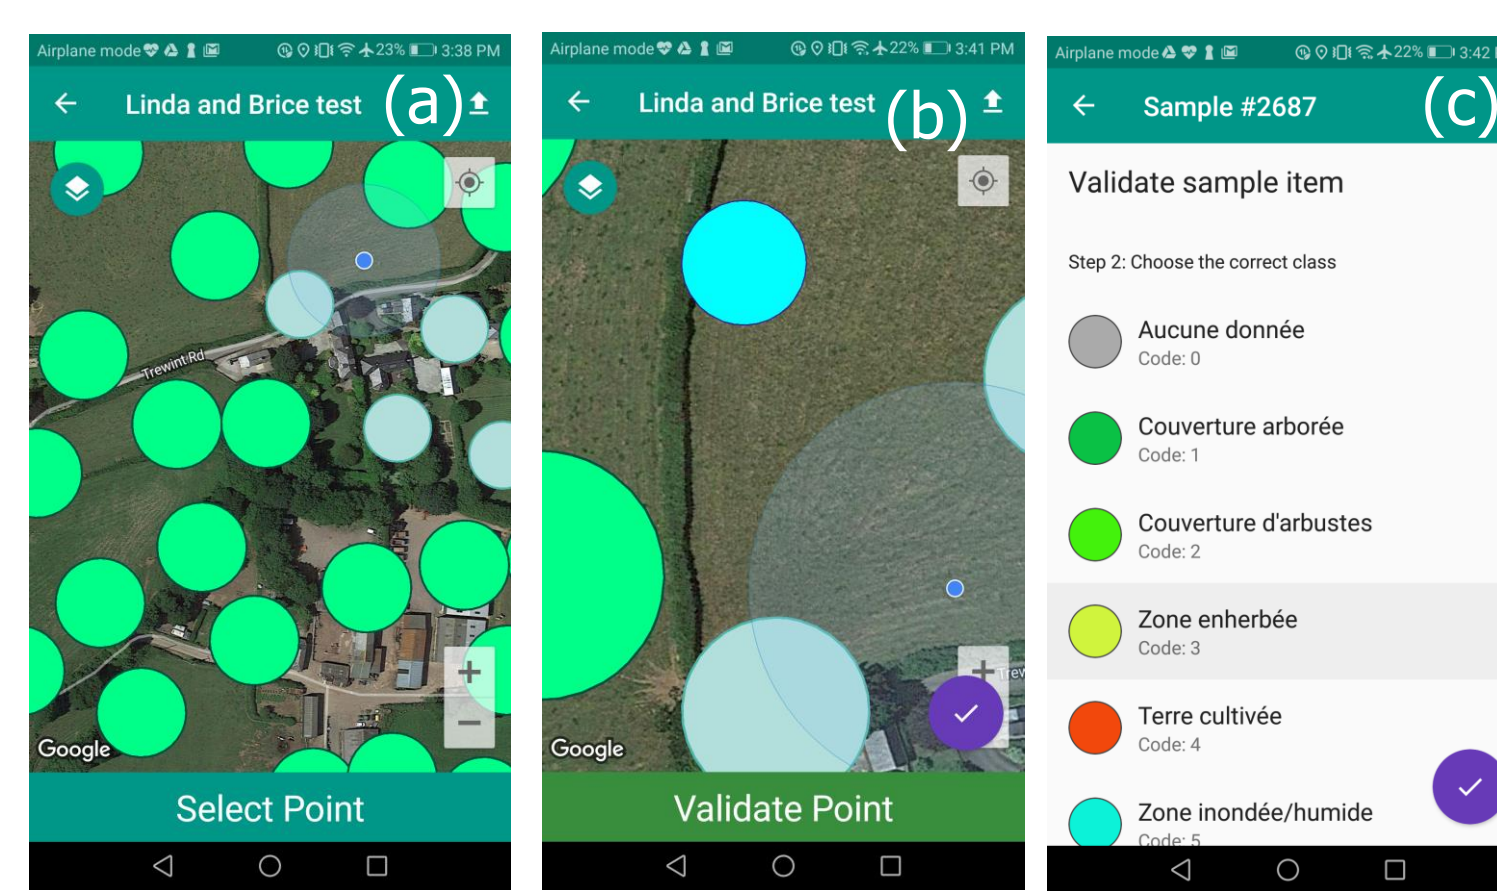 Airplane mode 23% 3:38 PM
Linda and Brice test (a)
Trewint Rd
Google
Select Point
Airplane mode 22% 3:41 PM
Linda and Brice test (b)
Trew
Google
Validate Point
Airplane mode 22% 3:42
Sample #2687 (c)
Validate sample item
Step 2: Choose the correct class
Aucune donnée
Code: 0
Couverture arborée
Code: 1
Couverture d'arbustes
Code: 2
Zone enherbée
Code: 3
Terre cultivée
Code: 4
Zone inondée/humide
Code: 5